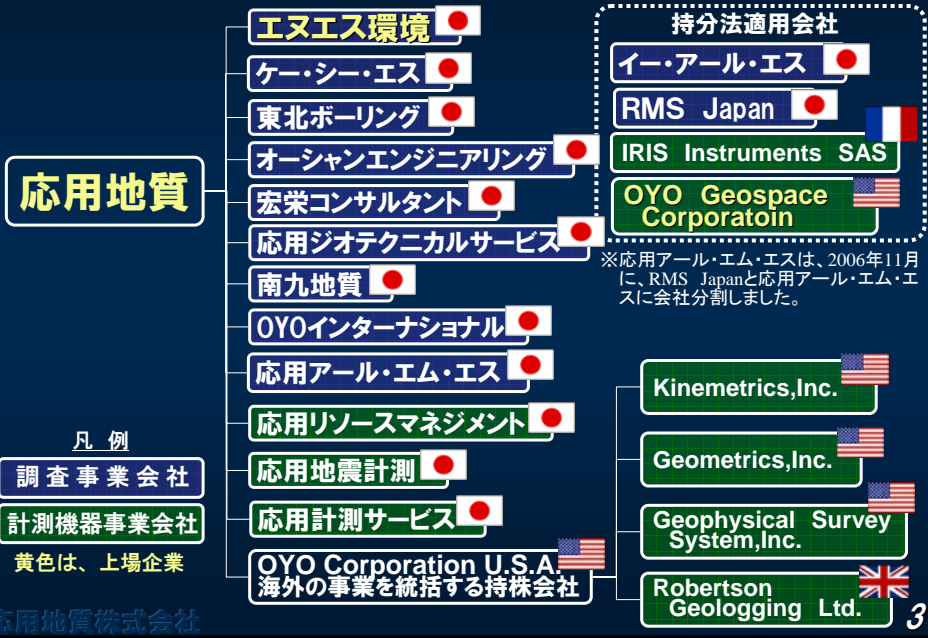 応用地質
エヌエス環境
ケー・シー・エス
東北ボーリング
オーシャンエンジニアリング
宏栄コンサルタント
応用ジオテクニカルサービス
南九地質
OYOインターナショナル
応用アール・エム・エス
応用リソースマネジメント
応用地震計測
応用計測サービス
OYO Corporation U.S.A.
海外の事業を統括する持株会社
持分法適用会社
イー・アール・エス
RMS Japan
IRIS Instruments SAS
OYO Geospace
Corporatoin
※応用アール・エム・エスは、2006年11月
に、RMS Japanと応用アール・エム・エ
スに会社分割しました。
Kinemetrics,Inc.
Geometrics,Inc.
Geophysical Survey
System,Inc.
Robertson
Geologging Ltd.
凡 例
調査事業会社
計測機器事業会社
黄色は、上場企業
応用地質株式会社
3